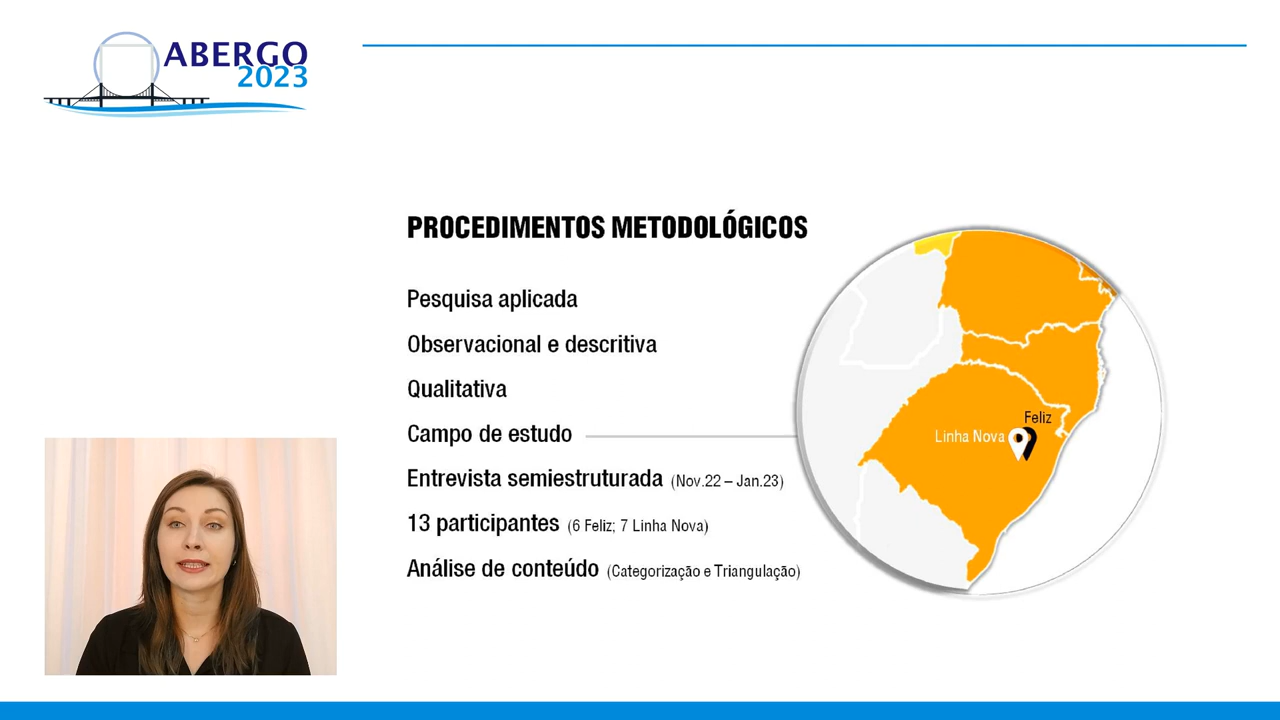 ABERGO
2023
PROCEDIMENTOS METODOLÓGICOS
Pesquisa aplicada
Observacional e descritiva
Qualitativa
Campo de estudo
Entrevista semiestruturada (Nov.22 – Jan.23)
13 participantes (6 Feliz; 7 Linha Nova)
Análise de conteúdo (Categorização e Triangulação)
Feliz
Linha Nova